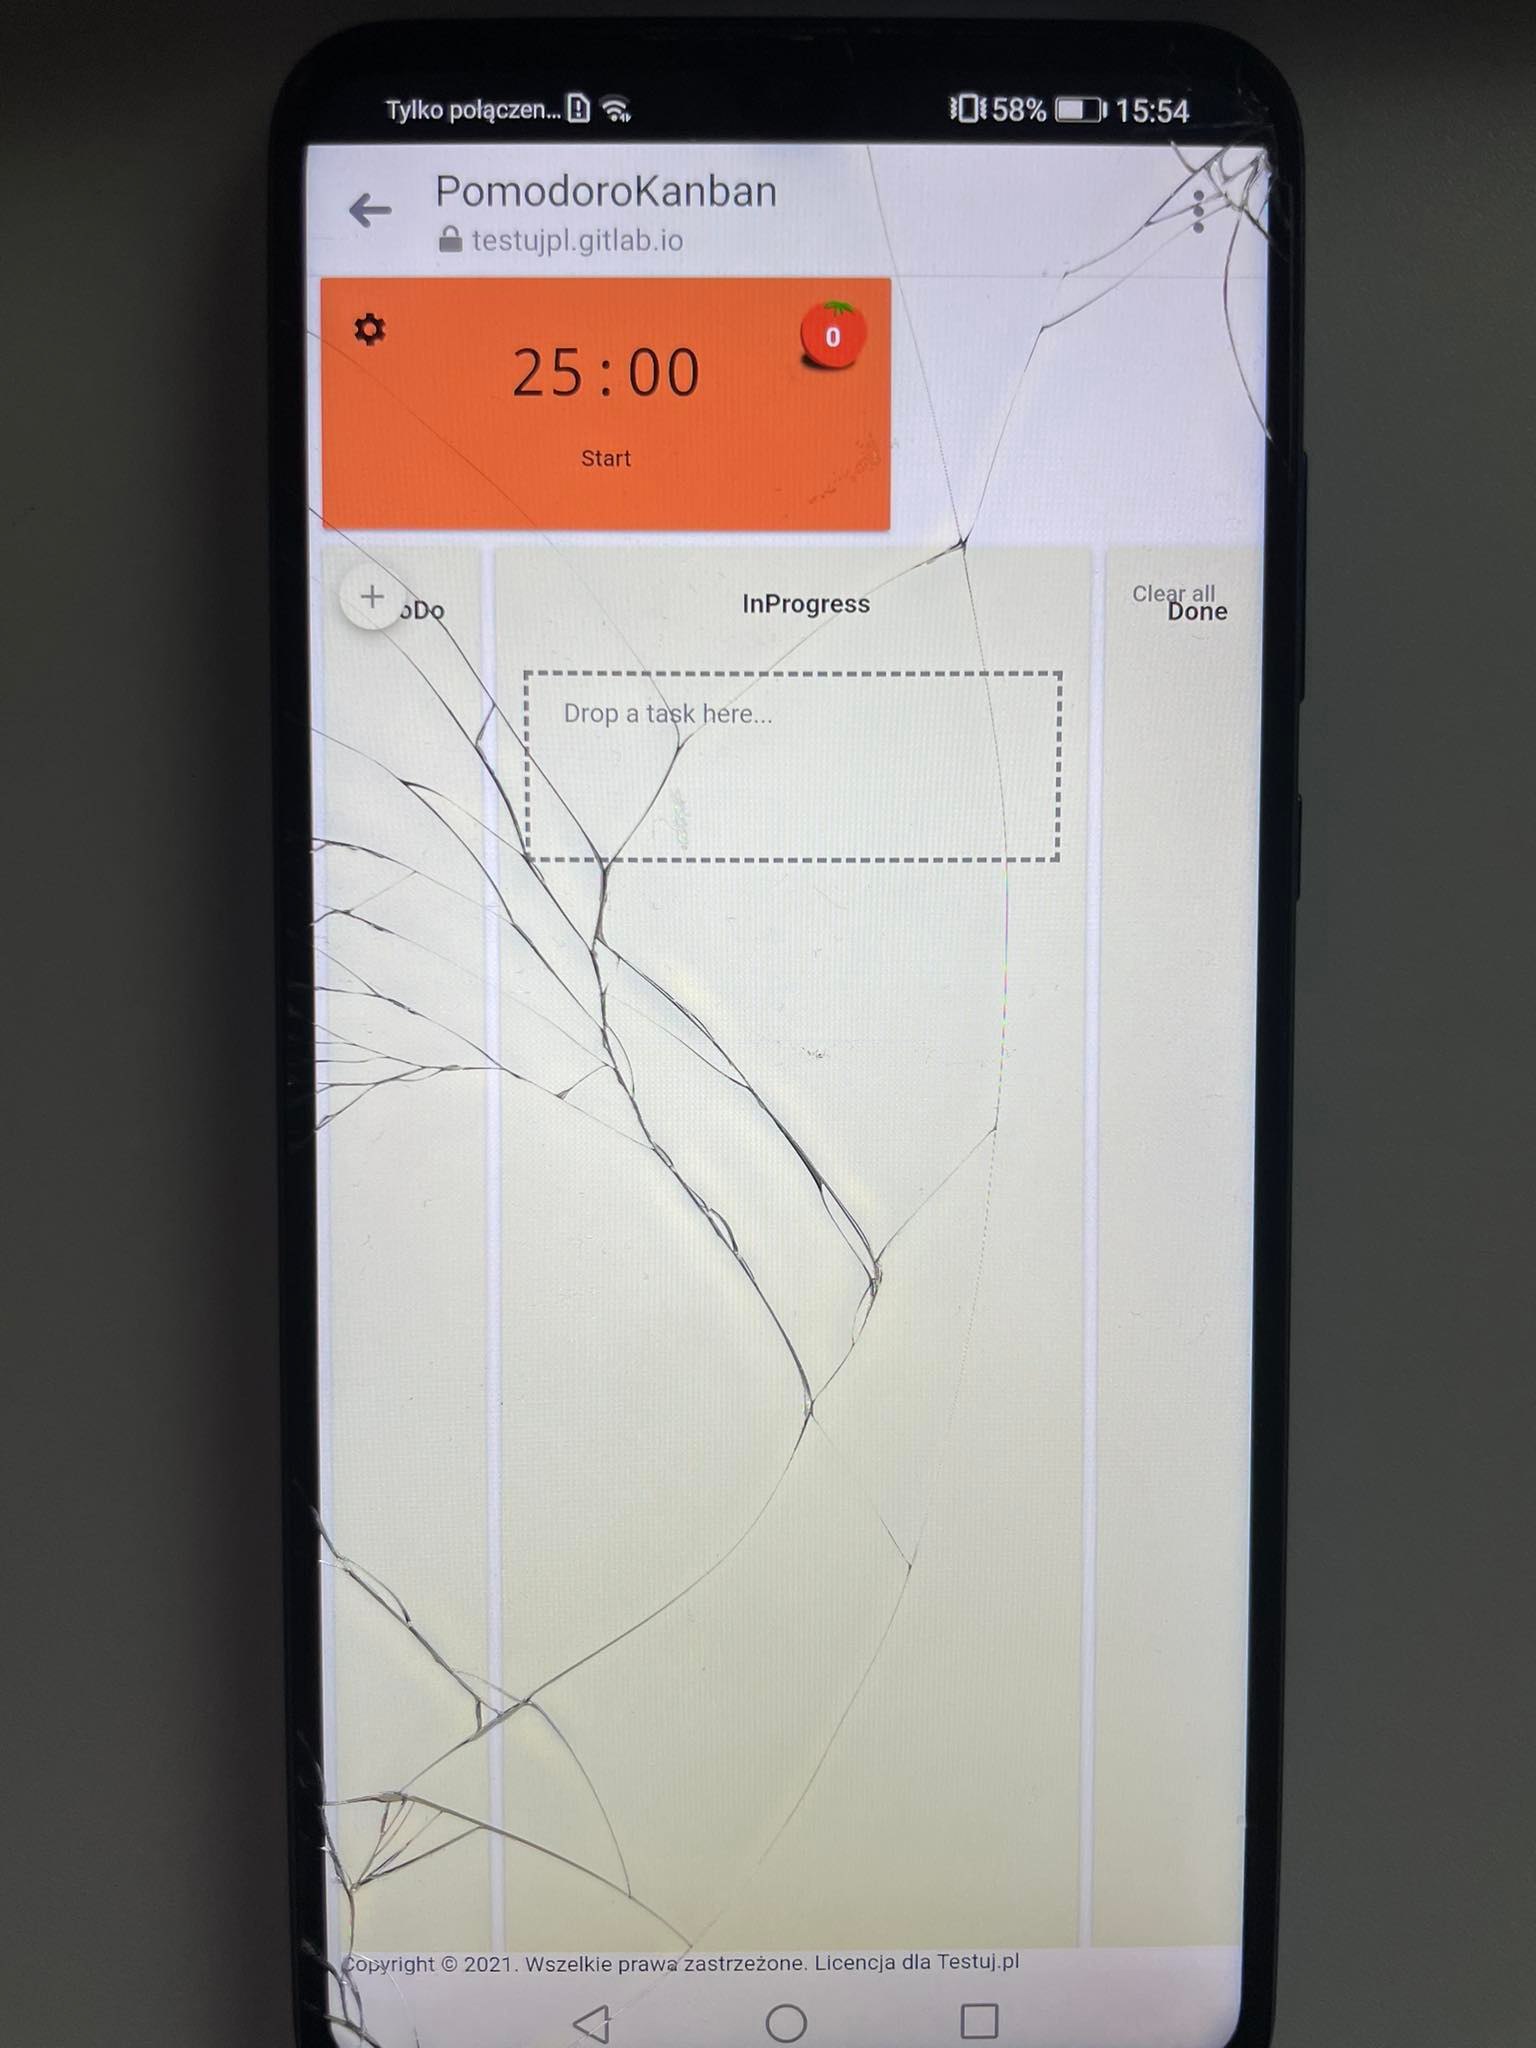 Tylko połączen... 58% 15:54
PomodoroKanban
testujpl.gitlab.io
0
25:00
Start
+ oDo
InProgress
Clear all
Done
Drop a task here...
Copyright © 2021. Wszelkie prawa zastrzeżone. Licencja dla Testuj.pl